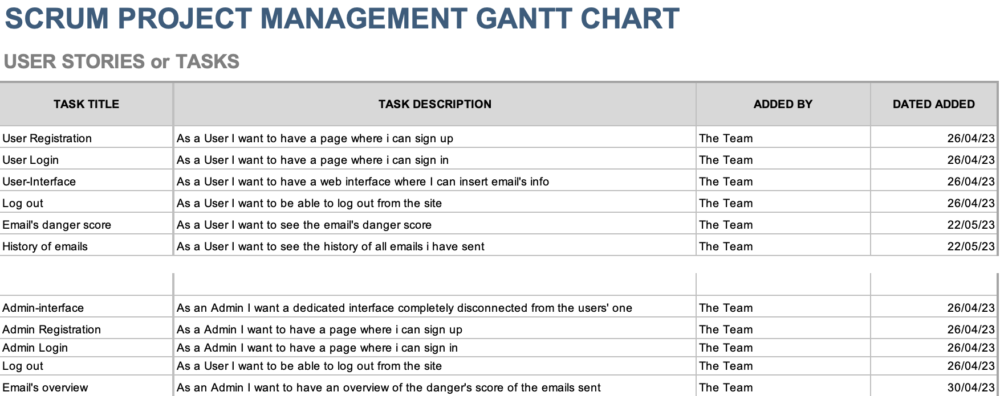 SCRUM PROJECT MANAGEMENT GANTT CHART
USER STORIES or TASKS
TASK TITLE TASK DESCRIPTION ADDED BY DATED ADDED
User Registration As a User I want to have a page where i can sign up The Team 26/04/23
User Login As a User I want to have a page where i can sign in The Team 26/04/23
User-Interface As a User I want to have a web interface where I can insert email's info The Team 26/04/23
Log out As a User I want to be able to log out from the site The Team 26/04/23
Email's danger score As a User I want to see the email's danger score The Team 22/05/23
History of emails As a User I want to see the history of all emails i have sent The Team 22/05/23
Admin-interface As an Admin I want a dedicated interface completely disconnected from the users' one The Team 26/04/23
Admin Registration As a Admin I want to have a page where i can sign up The Team 26/04/23
Admin Login As a Admin I want to have a page where i can sign in The Team 26/04/23
Log out As a User I want to be able to log out from the site The Team 26/04/23
Email's overview As an Admin I want to have an overview of the danger's score of the emails sent The Team 30/04/23